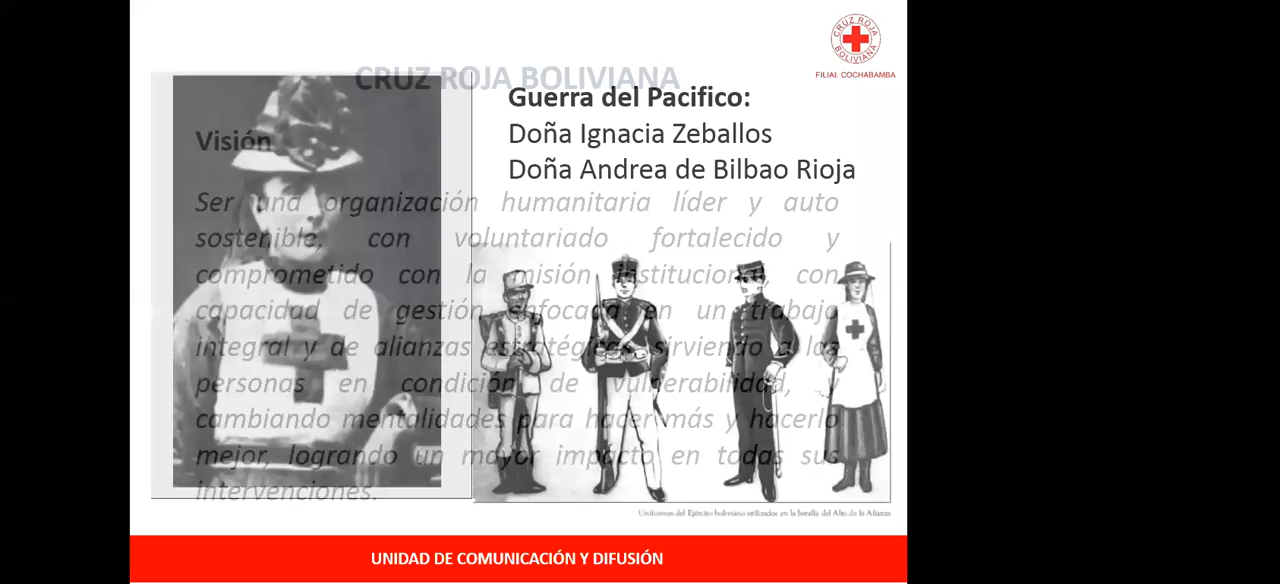 CRUZ ROJA
BOLIVIANA
FILIAL COCHABAMBA
CRUZ ROJA BOLIVIANA
Guerra del Pacifico:
Doña Ignacia Zeballos
Doña Andrea de Bilbao Rioja
Visión
Ser una organización humanitaria líder y auto
sostenible, con voluntariado fortalecido y
comprometido con la misión institucional con
capacidad de gestión enfocada en un trabajo
integral y de alianzas estratégicas sirviendo a las
personas en condición de vulnerabilidad, y
cambiando mentalidades para hacer más y hacerlo
mejor, logrando un mayor impacto en todas sus
intervenciones.
Uniformes del Ejército boliviano utilizados en la batalla del Alto de la Alianza
UNIDAD DE COMUNICACIÓN Y DIFUSIÓN